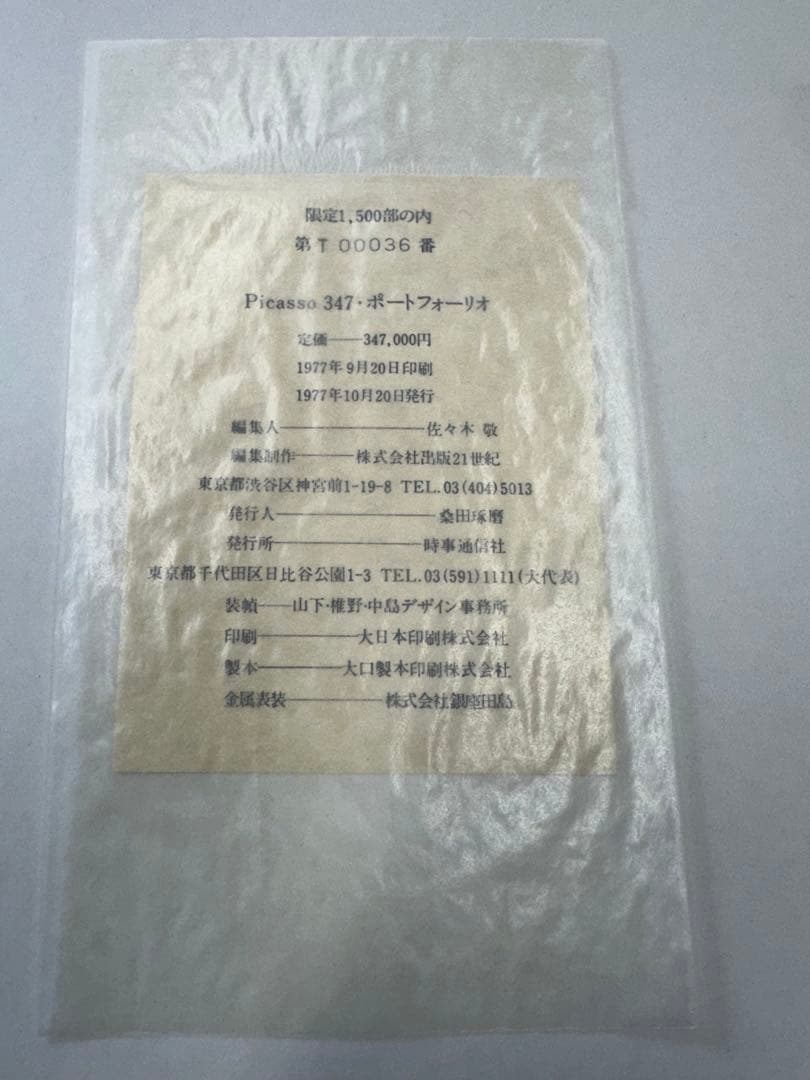 限定1,500部の内
第T 00036 番
Picasso 347・ポートフォーリオ
定価――347,000円
1977年9月20日印刷
1977年10月20日発行
編集人――――――――佐々木 敬
編集制作―――株式会社出版21世紀
東京都渋谷区神宮前1-19-8 TEL.03(404)5013
発行人―――――――――桑田琢磨
発行所――――――――時事通信社
東京都千代田区日比谷公園1-3 TEL.03(591)1111(大代表)
装幀――山下・椎野・中島デザイン事務所
印刷―――――大日本印刷株式会社
製本―――――大口製本印刷株式会社
金属表装―――――株式会社銀座田島